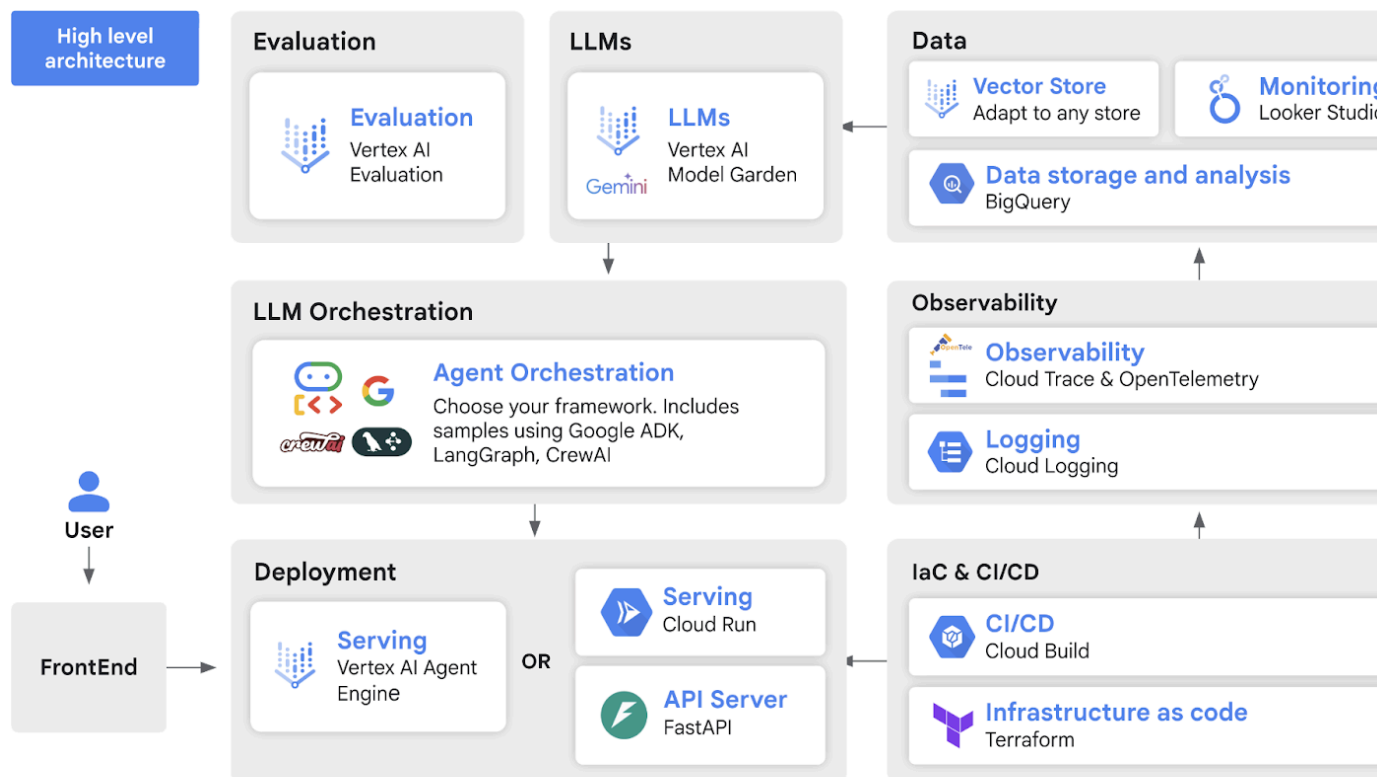 High level
architecture
Evaluation
Evaluation
Vertex AI
Evaluation
LLMs
LLMs
Vertex AI
Model Garden
Gemini
Data
Vector Store
Adapt to any store
Monitoring
Looker Studio
Data storage and analysis
BigQuery
LLM Orchestration
crewai
Agent Orchestration
Choose your framework. Includes
samples using Google ADK,
LangGraph, CrewAI
Observability
OpenTele
Observability
Cloud Trace & OpenTelemetry
Logging
Cloud Logging
User
FrontEnd
Deployment
Serving
Vertex AI Agent
Engine
OR
Serving
Cloud Run
API Server
FastAPI
IaC & CI/CD
CI/CD
Cloud Build
Infrastructure as code
Terraform